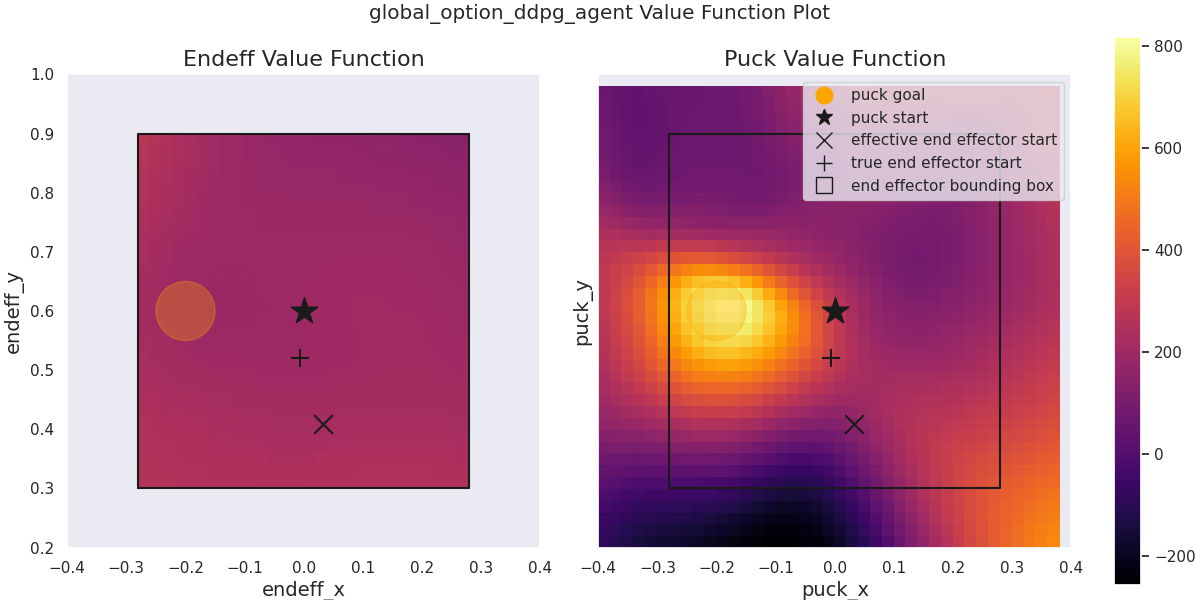 global_option_ddpg_agent Value Function Plot
Endeff Value Function
1.0
0.9
0.8
0.7
0.6
0.5
0.4
0.3
0.2
endeff_y
−0.4 −0.3 −0.2 −0.1 0.0 0.1 0.2 0.3 0.4
endeff_x
Puck Value Function
puck goal
puck start
effective end effector start
true end effector start
end effector bounding box
puck_y
−0.4 −0.3 −0.2 −0.1 0.0 0.1 0.2 0.3 0.4
puck_x
800
600
400
200
0
−200